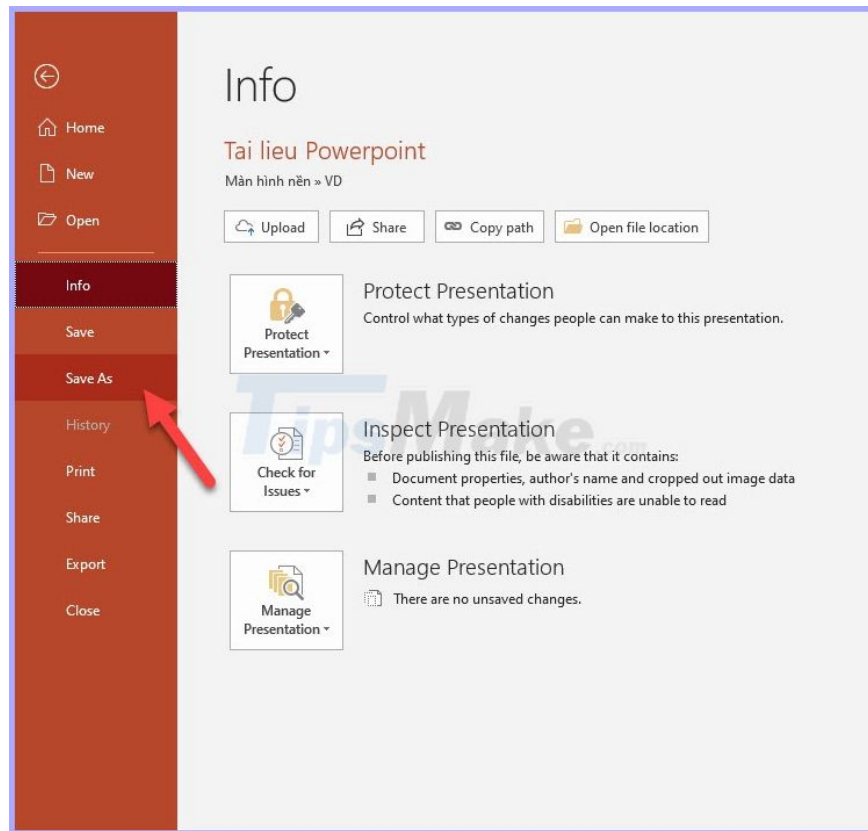 Info
Home
New
Open
Info
Save
Save As
History
Print
Share
Export
Close
Tai lieu Powerpoint
Màn hình nền » VD
Upload
Share
Copy path
Open file location
Protect Presentation
Protect Presentation
Control what types of changes people can make to this presentation.
Check for Issues
Inspect Presentation
Before publishing this file, be aware that it contains:
Document properties, author's name and cropped out image data
Content that people with disabilities are unable to read
Manage Presentation
Manage Presentation
There are no unsaved changes.
TipsMake.com